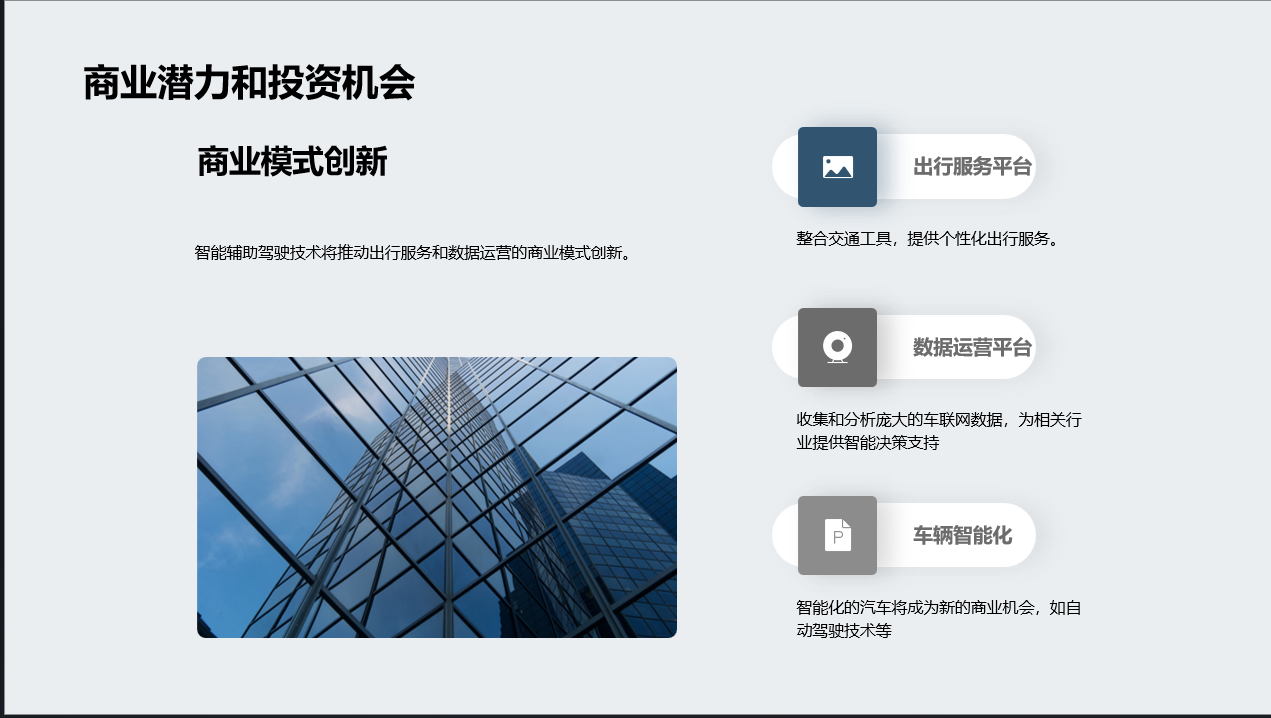 商业潜力和投资机会
商业模式创新
智能辅助驾驶技术将推动出行服务和数据运营的商业模式创新。
出行服务平台
整合交通工具，提供个性化出行服务。
数据运营平台
收集和分析庞大的车联网数据，为相关行
业提供智能决策支持
P
车辆智能化
智能化的汽车将成为新的商业机会，如自
动驾驶技术等